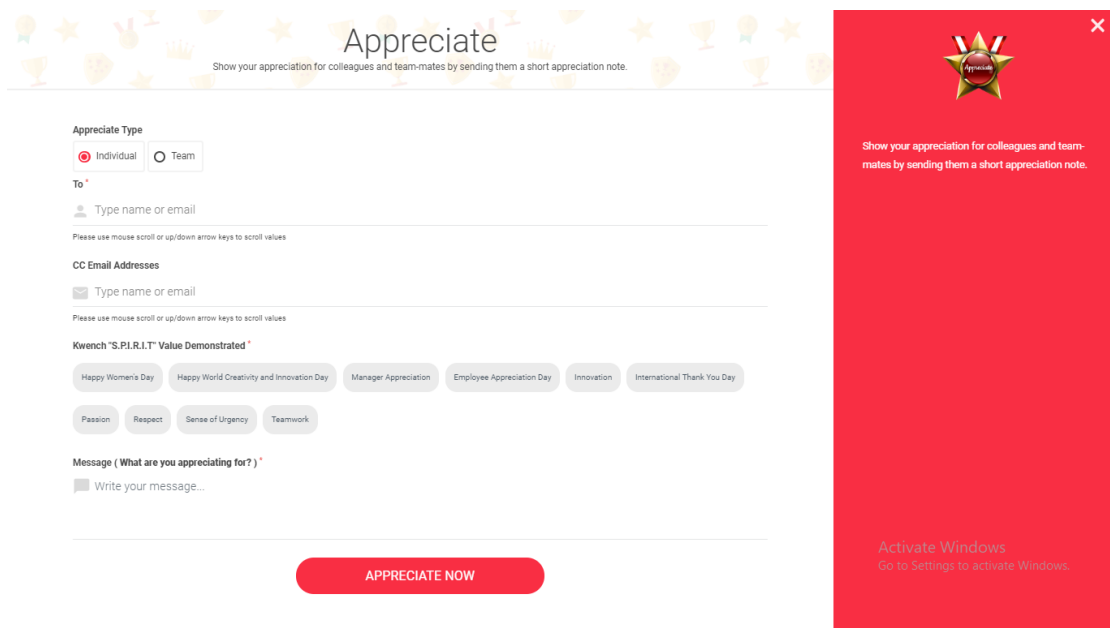 Appreciate
Show your appreciation for colleagues and team-mates by sending them a short appreciation note.
Appreciate Type
Individual
Team
To *
Type name or email
Please use mouse scroll or up/down arrow keys to scroll values
CC Email Addresses
Type name or email
Please use mouse scroll or up/down arrow keys to scroll values
Kwench "S.P.I.R.I.T" Value Demonstrated *
Happy Women's Day Happy World Creativity and Innovation Day Manager Appreciation Employee Appreciation Day Innovation International Thank You Day
Passion Respect Sense of Urgency Teamwork
Message ( What are you appreciating for? ) *
Write your message...
APPRECIATE NOW
Appreciate
Show your appreciation for colleagues and team-
mates by sending them a short appreciation note.
Activate Windows
Go to Settings to activate Windows.